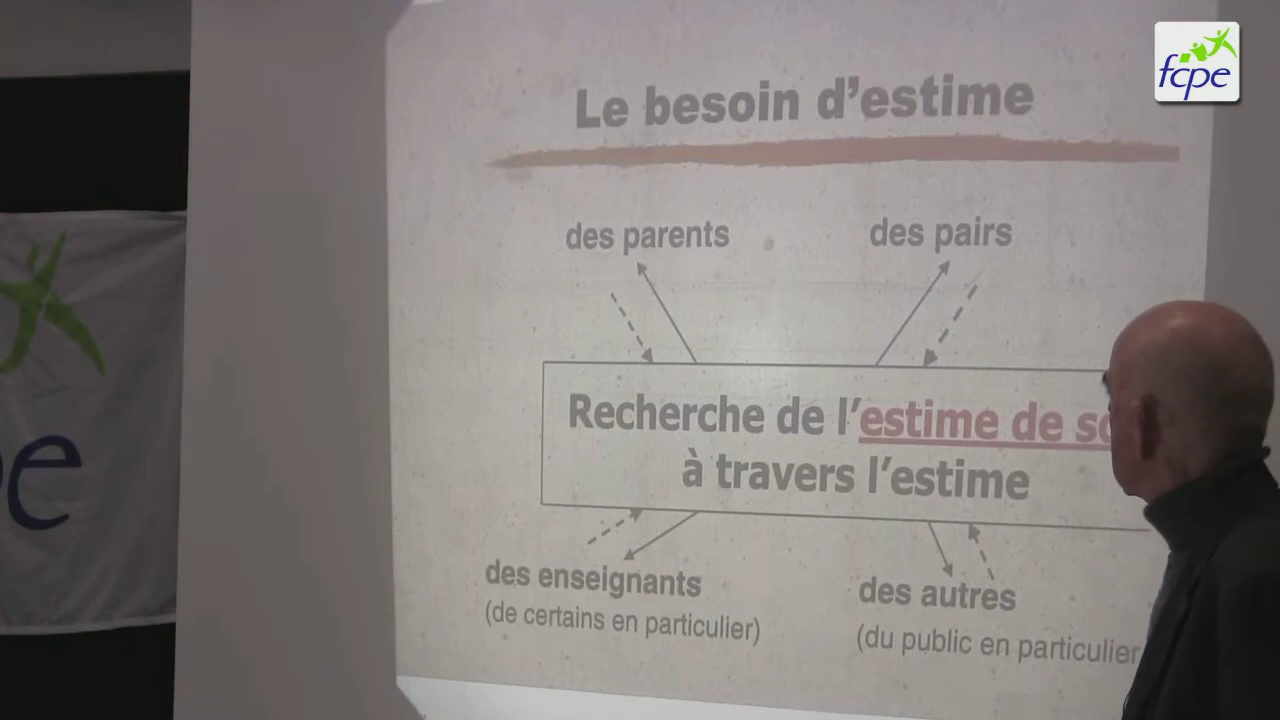 fcpe
Le besoin d'estime
des parents
des pairs
Recherche de l'estime de
à travers l'estime
des enseignants
(de certains en particulier)
des autres
(du public en particulier
pe